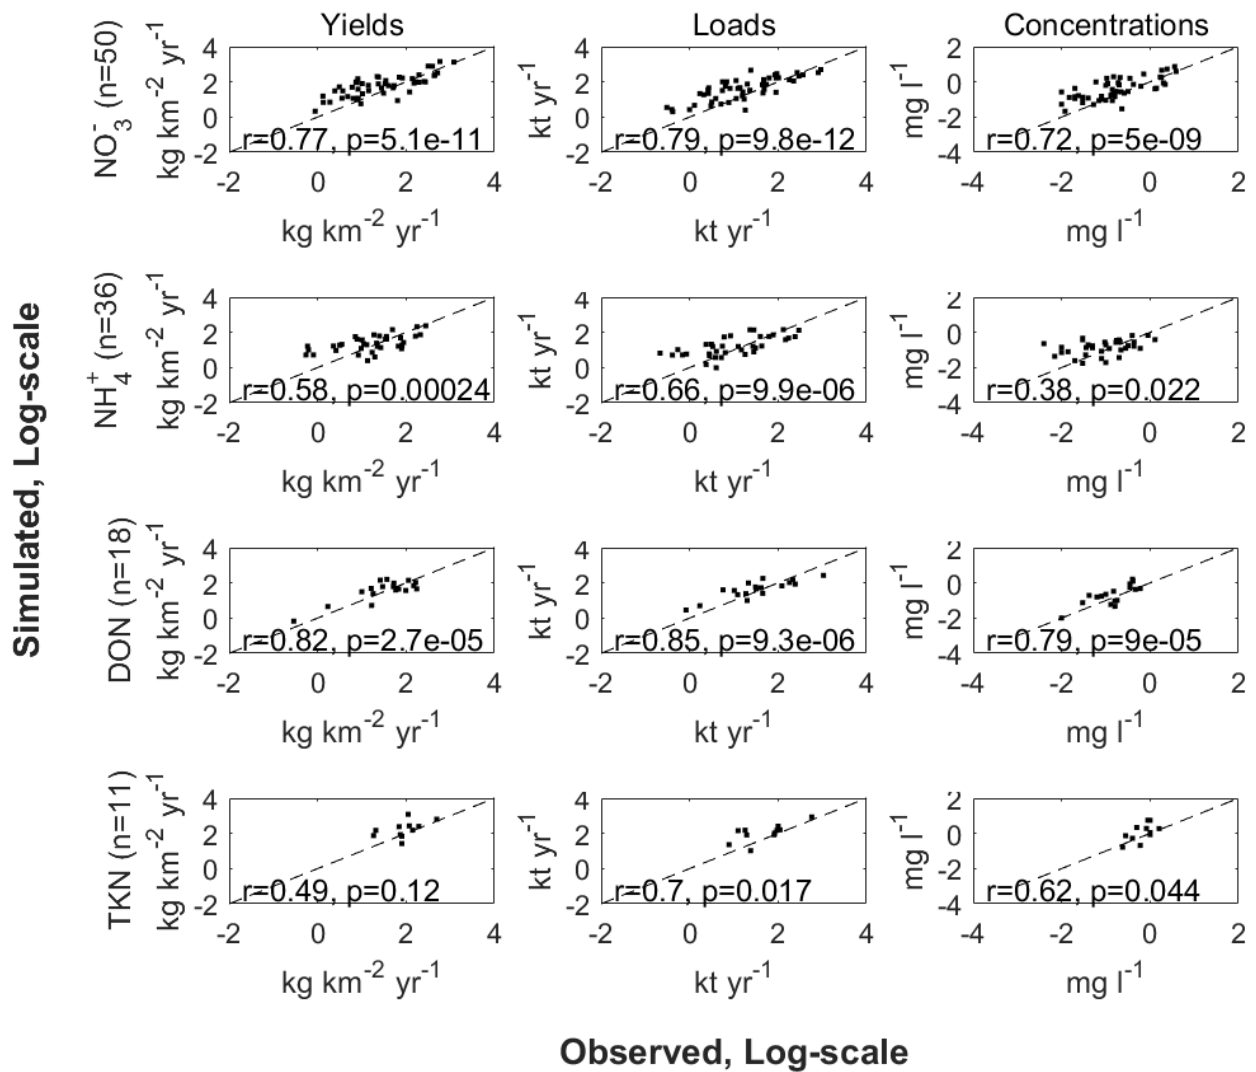 Yields
Loads
Concentrations
Simulated, Log-scale
NO3- (n=50)
kg km-2 yr-1
4
2
0
-2
r=0.77, p=5.1e-11
-2 0 2 4
kg km-2 yr-1
kt yr-1
4
2
0
-2
r=0.79, p=9.8e-12
-2 0 2 4
kt yr-1
mg l-1
2
0
-2
-4
r=0.72, p=5e-09
-4 -2 0 2
mg l-1
NH4+ (n=36)
kg km-2 yr-1
4
2
0
-2
r=0.58, p=0.00024
-2 0 2 4
kg km-2 yr-1
kt yr-1
4
2
0
-2
r=0.66, p=9.9e-06
-2 0 2 4
kt yr-1
mg l-1
2
0
-2
-4
r=0.38, p=0.022
-4 -2 0 2
mg l-1
DON (n=18)
kg km-2 yr-1
4
2
0
-2
r=0.82, p=2.7e-05
-2 0 2 4
kg km-2 yr-1
kt yr-1
4
2
0
-2
r=0.85, p=9.3e-06
-2 0 2 4
kt yr-1
mg l-1
2
0
-2
-4
r=0.79, p=9e-05
-4 -2 0 2
mg l-1
TKN (n=11)
kg km-2 yr-1
4
2
0
-2
r=0.49, p=0.12
-2 0 2 4
kg km-2 yr-1
kt yr-1
4
2
0
-2
r=0.7, p=0.017
-2 0 2 4
kt yr-1
mg l-1
2
0
-2
-4
r=0.62, p=0.044
-4 -2 0 2
mg l-1
Observed, Log-scale